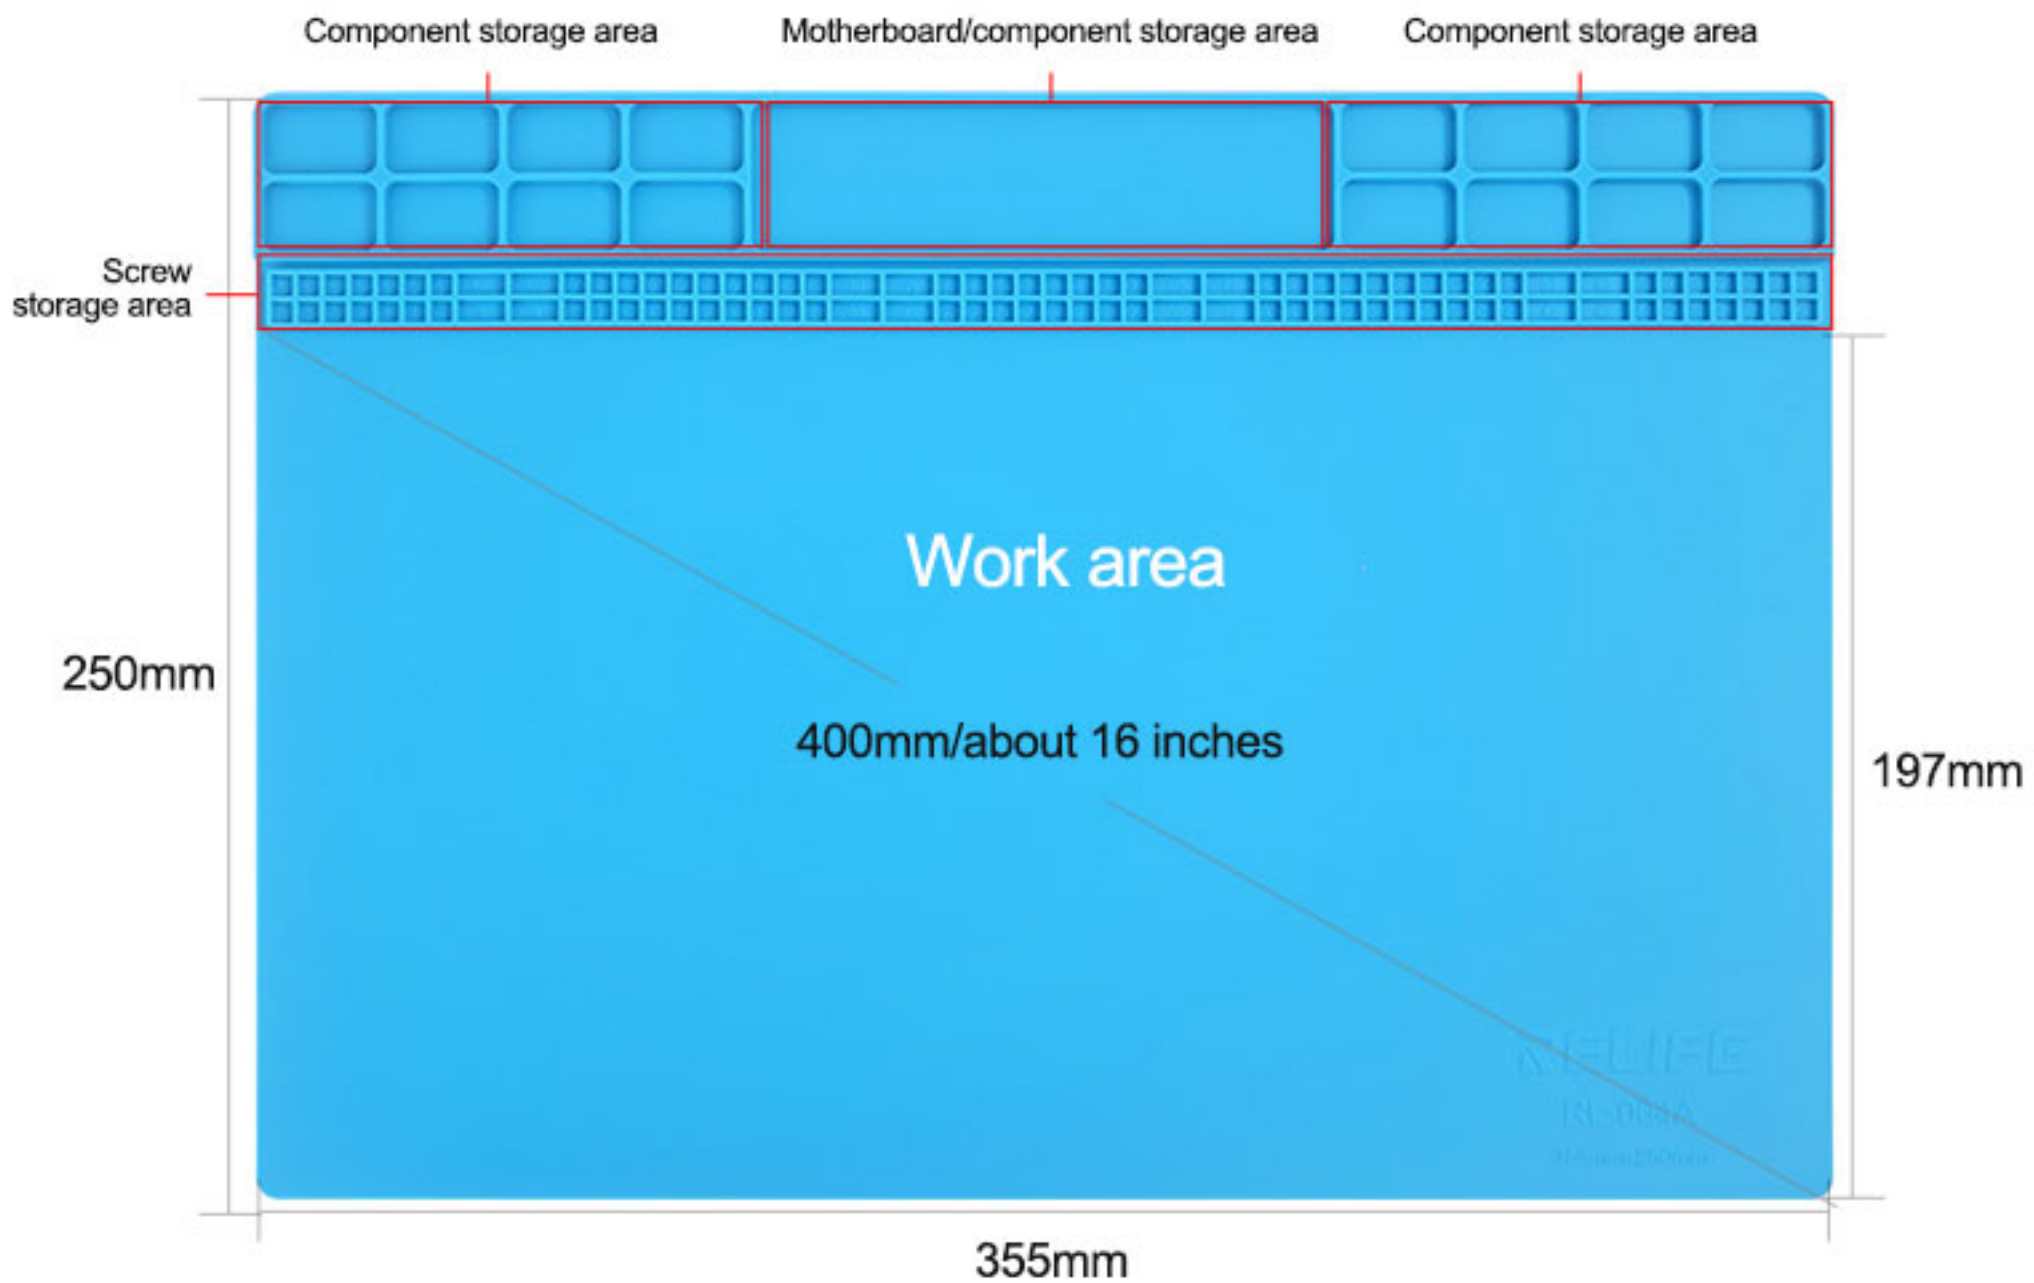 Component storage area
Motherboard/component storage area
Component storage area
Screw
storage area
Work area
250mm
400mm/about 16 inches
197mm
RELIFE
355mm